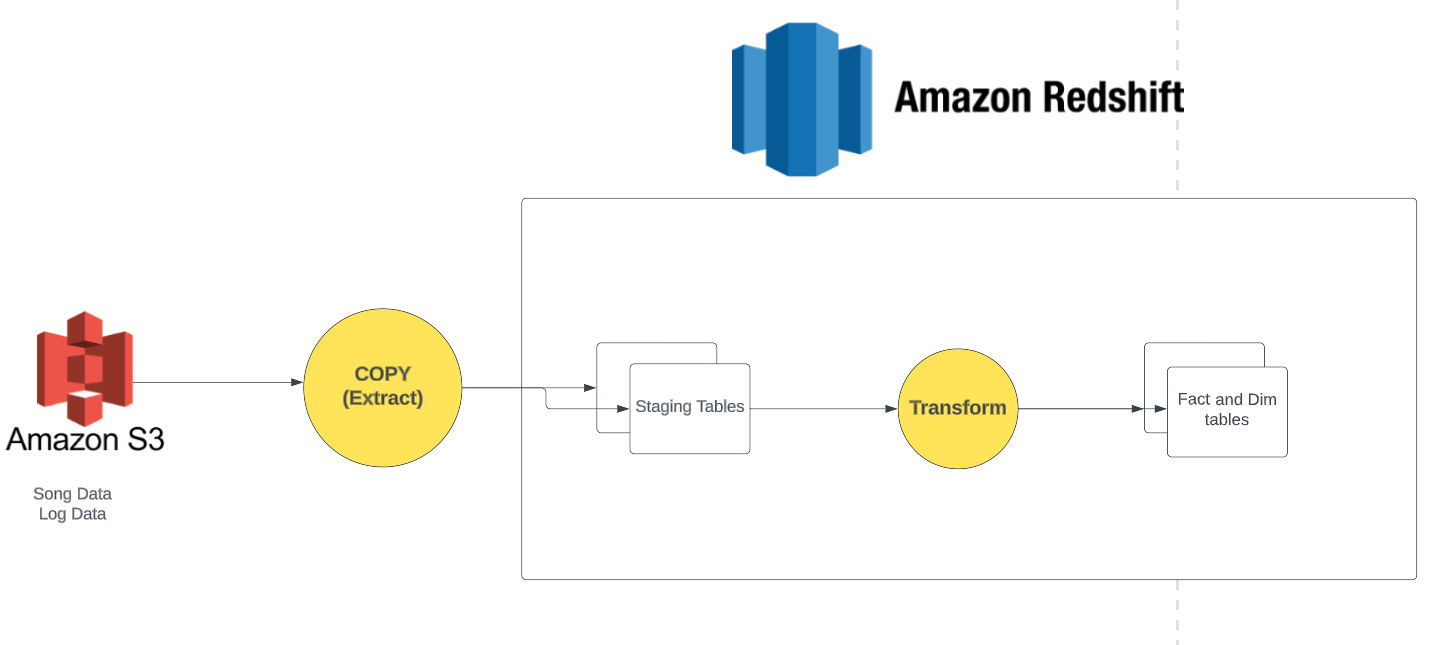 Amazon Redshift
Amazon S3
Song Data
Log Data
COPY
(Extract)
Staging Tables
Transform
Fact and Dim
tables